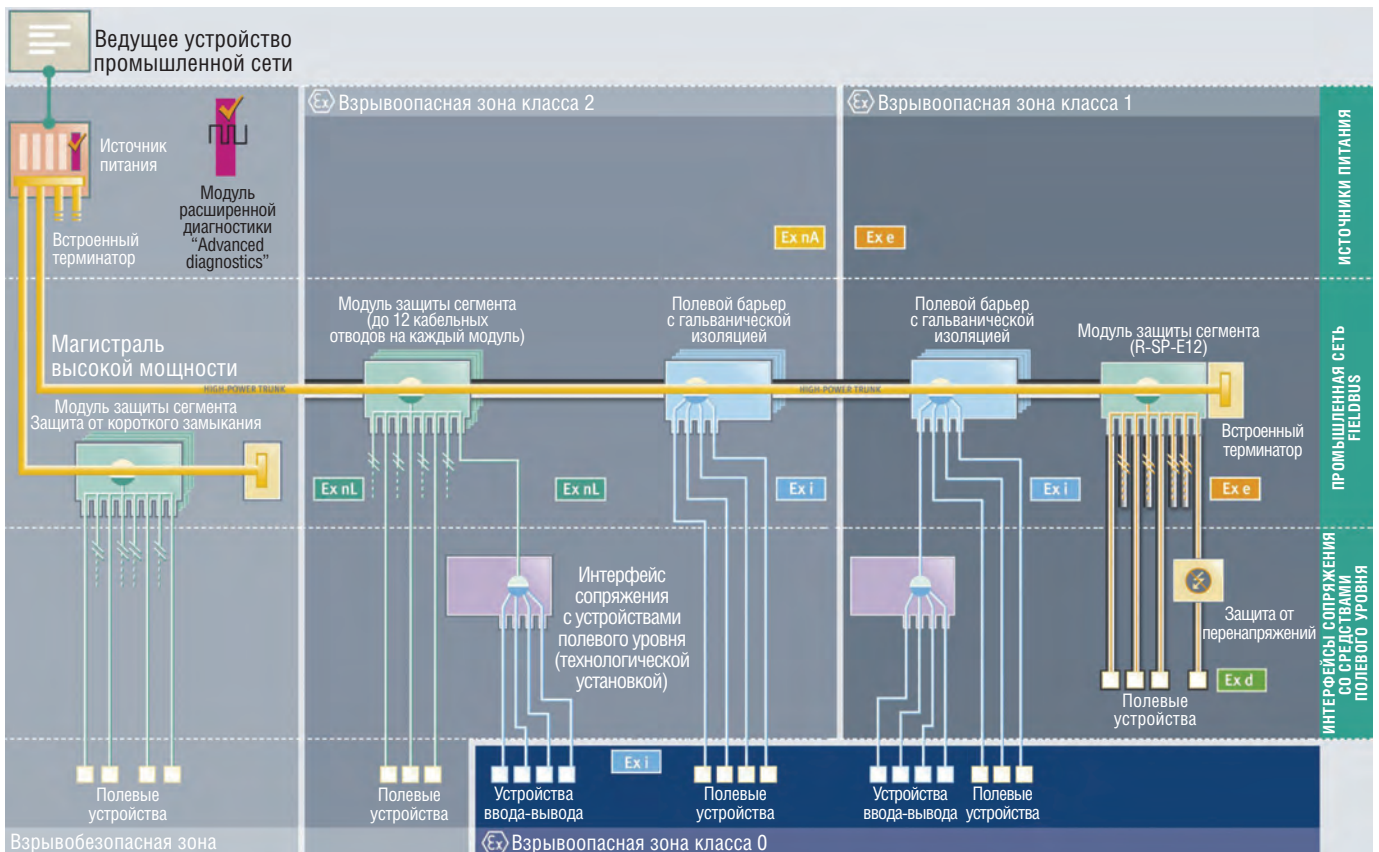 Ведущее устройство
промышленной сети
Ex Взрывоопасная зона класса 2
Ex Взрывоопасная зона класса 1
Источник
питания
Модуль
расширенной
диагностики
“Advanced
diagnostics”
Встроенный
терминатор
Ex nA
Ex e
ИСТОЧНИКИ ПИТАНИЯ
Модуль защиты сегмента
(до 12 кабельных
отводов на каждый модуль)
Полевой барьер
с гальванической
изоляцией
Полевой барьер
с гальванической
изоляцией
Модуль защиты сегмента
(R-SP-E12)
Магистраль
высокой мощности
HIGH-POWER TRUNK
HIGH-POWER TRUNK
Модуль защиты сегмента
Защита от короткого замыкания
Встроенный
терминатор
Ex nL
Ex nL
Ex i
Ex i
Ex e
ПРОМЫШЛЕННАЯ СЕТЬ
FIELDBUS
Интерфейс
сопряжения
с устройствами
полевого уровня
(технологической
установкой)
Защита от
перенапряжений
Ex d
Полевые
устройства
ИНТЕРФЕЙСЫ СОПРЯЖЕНИЯ
СО СРЕДСТВАМИ
ПОЛЕВОГО УРОВНЯ
Ex i
Полевые
устройства
Полевые
устройства
Устройства
ввода-вывода
Полевые
устройства
Устройства
ввода-вывода
Полевые
устройства
Взрывобезопасная зона
Ex Взрывоопасная зона класса 0